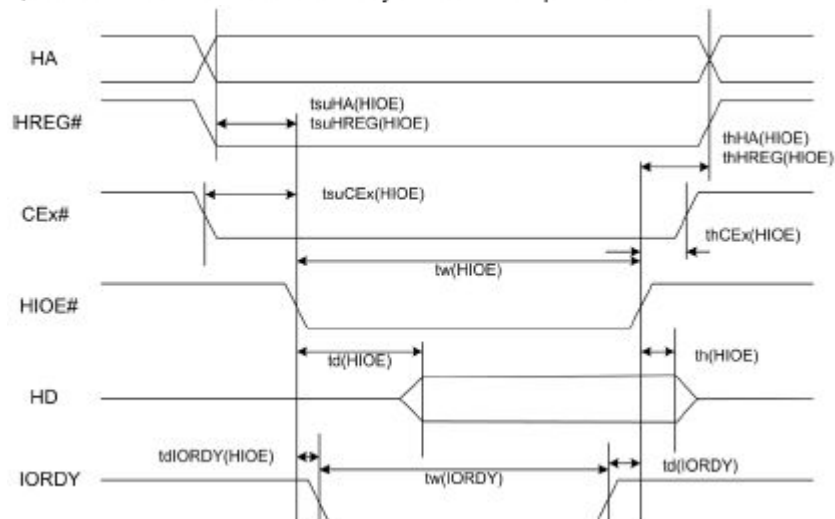 HA
tsuHA(HIOE)
HREG#
tsuHREG(HIOE)
thHA(HIOE)
thHREG(HIOE)
tsuCEx(HIOE)
CEx#
thCEx(HIOE)
tw(HIOE)
HIOE#
td(HIOE)
th(HIOE)
HD
tdIORDY(HIOE)
td(IORDY)
IORDY
tw(IORDY)